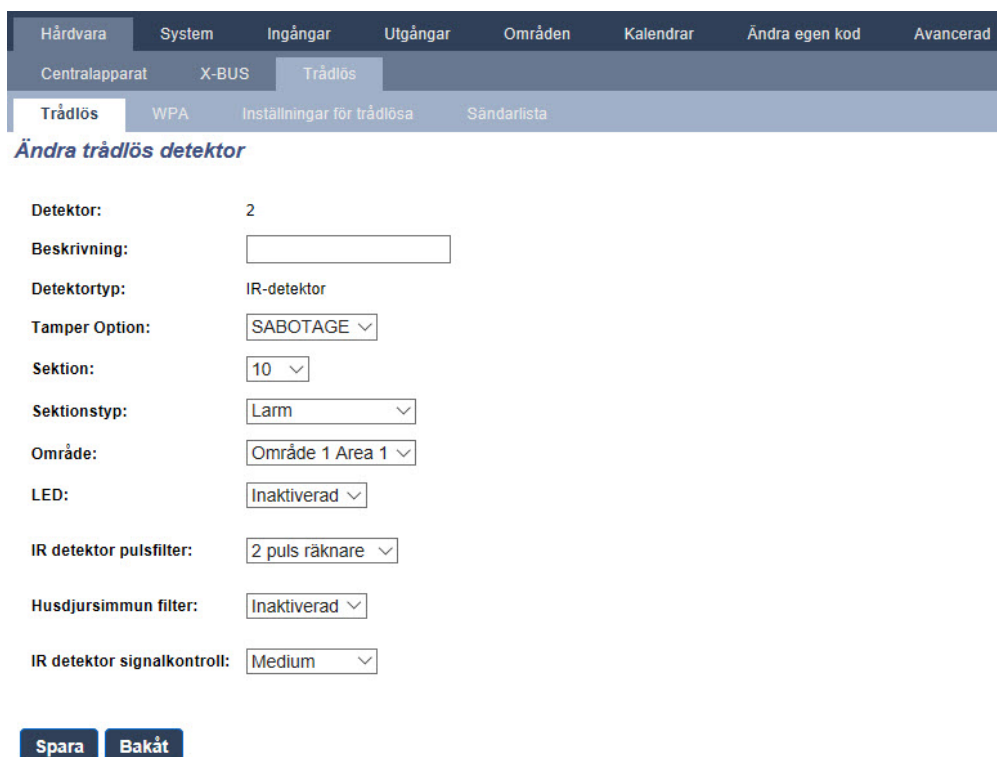 Hårdvara System Ingångar Utgångar Områden Kalendrar Ändra egen kod Avancerad
Centralapparat X-BUS Trådlös
Trådlös WPA Inställningar för trådlösa Sändarlista
Ändra trådlös detektor
Detektor: 2
Beskrivning:
Detektortyp: IR-detektor
Tamper Option: SABOTAGE
Sektion: 10
Sektionstyp: Larm
Område: Område 1 Area 1
LED: Inaktiverad
IR detektor pulsfilter: 2 puls räknare
Husdjursimmun filter: Inaktiverad
IR detektor signalkontroll: Medium
Spara Bakåt